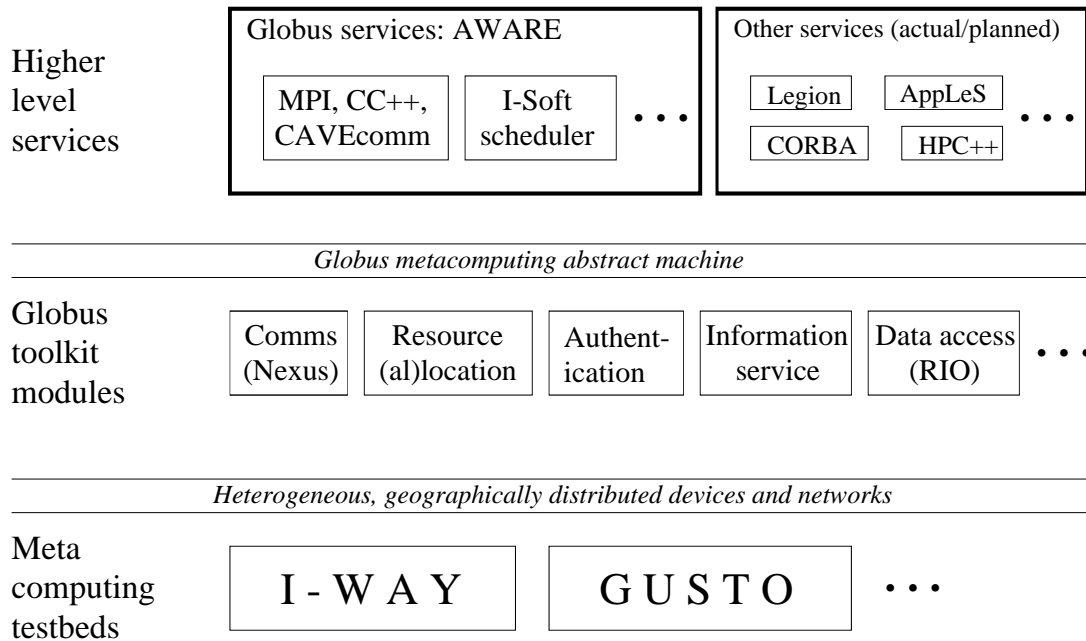 Higher
level
services
Globus services: AWARE
MPI, CC++,
CAVEcomm
I-Soft
scheduler
• • •
Other services (actual/planned)
Legion
AppLeS
CORBA
HPC++
• • •
Globus metacomputing abstract machine
Globus
toolkit
modules
Comms
(Nexus)
Resource
(al)location
Authent-
ication
Information
service
Data access
(RIO)
• • •
Heterogeneous, geographically distributed devices and networks
Meta
computing
testbeds
I - W A Y
G U S T O
• • •